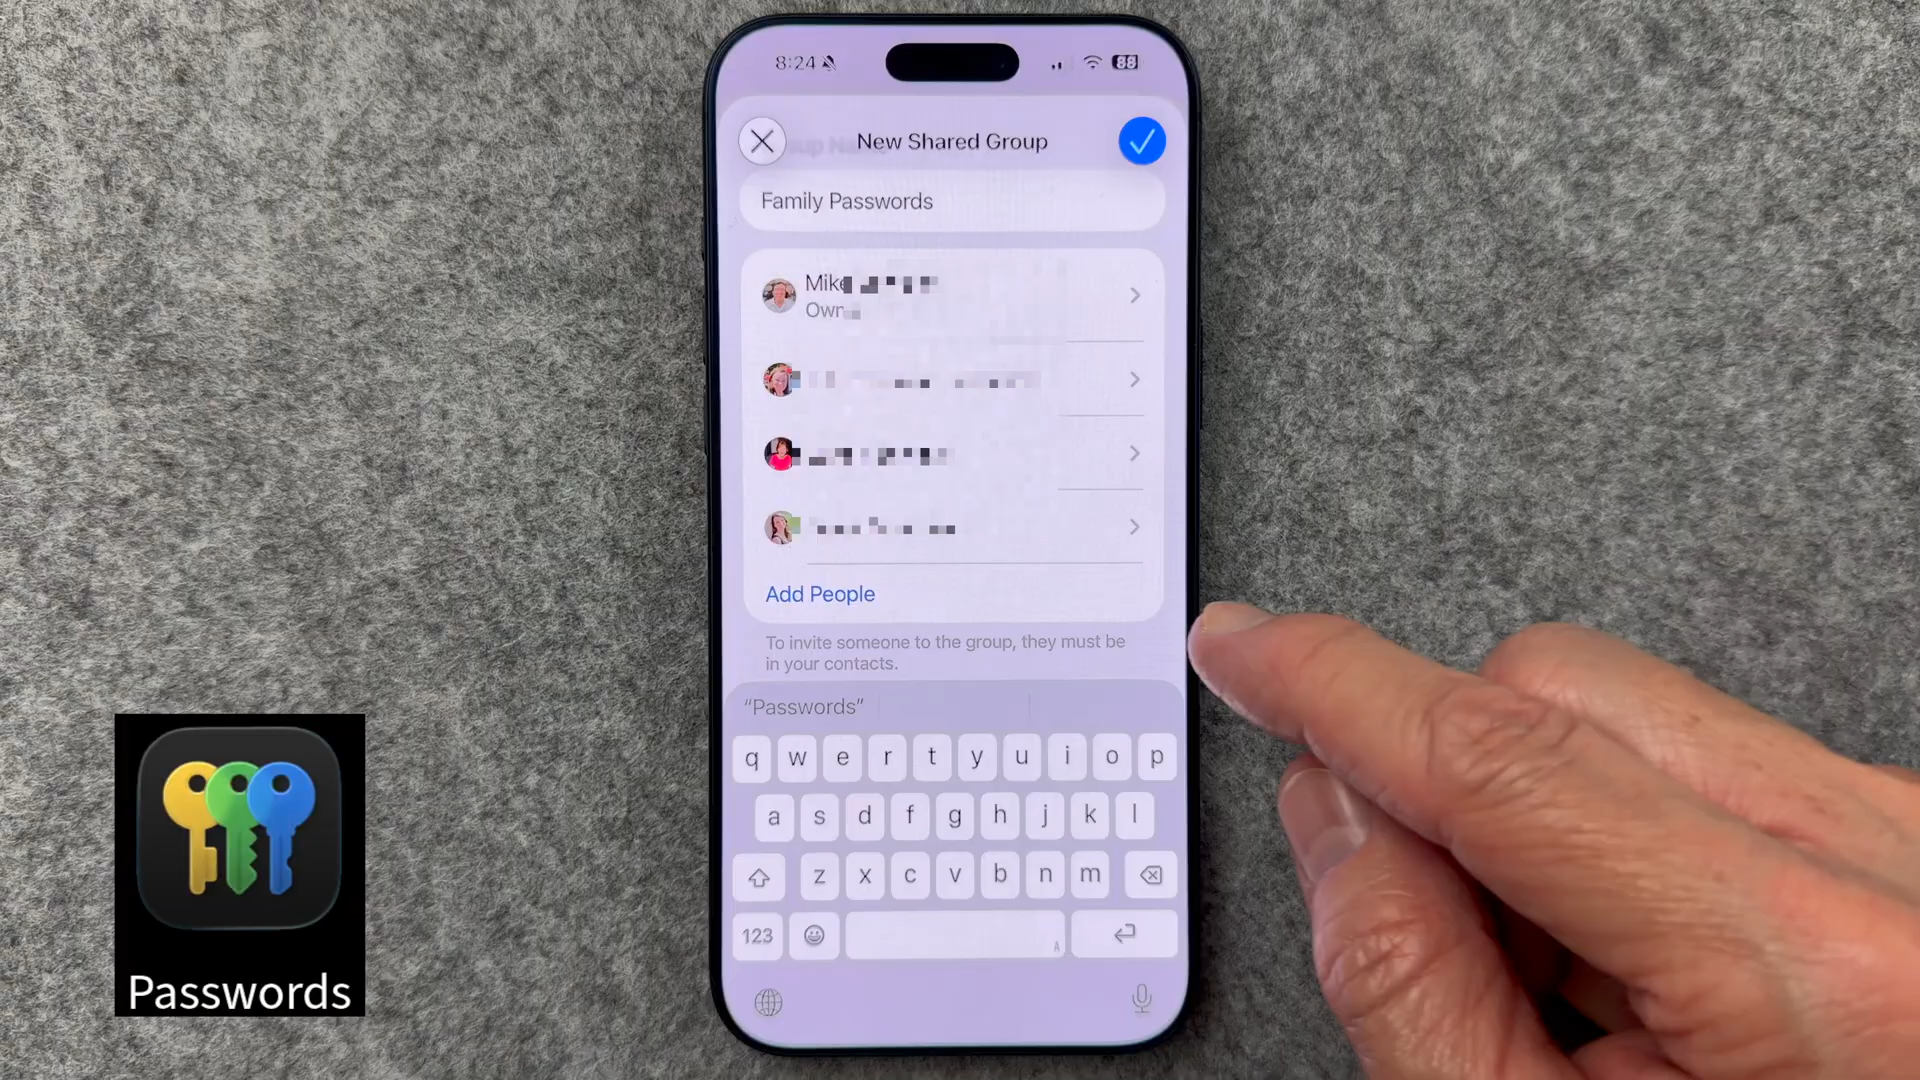 8:24
88
New Shared Group
Family Passwords
Mike
Add People
To invite someone to the group, they must be
in your contacts.
"Passwords"
q w e r t y u i o p
a s d f g h j k l
z x c v b n m
123
A
Passwords